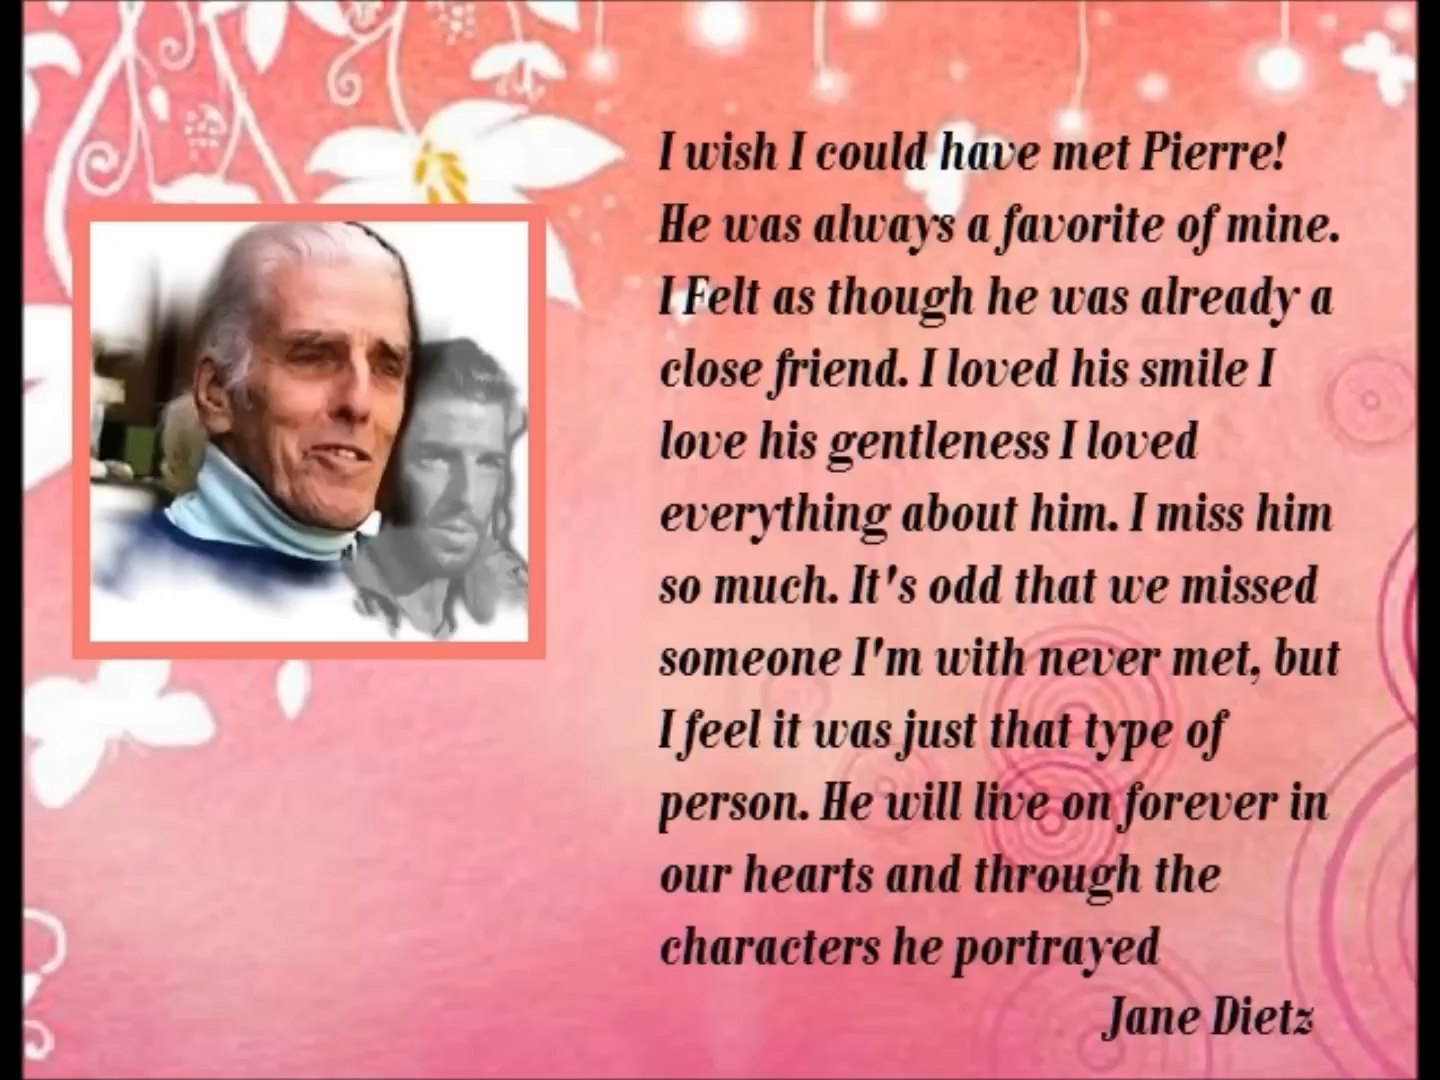 I wish I could have met Pierre!
He was always a favorite of mine.
I Felt as though he was already a
close friend. I loved his smile I
love his gentleness I loved
everything about him. I miss him
so much. It's odd that we missed
someone I'm with never met, but
I feel it was just that type of
person. He will live on forever in
our hearts and through the
characters he portrayed
Jane Dietz